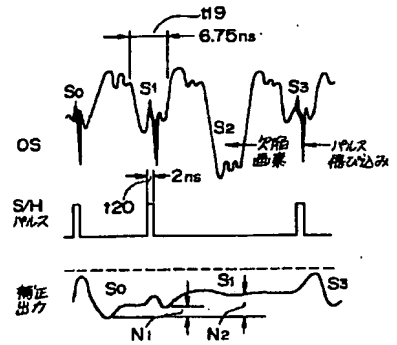 t19
6.75ns
S0
S1
S3
OS
S2
欠陥
画素
パルス
飛び込み
2ns
t20
S/H
パルス
補正
出力
S0
S1
S3
N1
N2